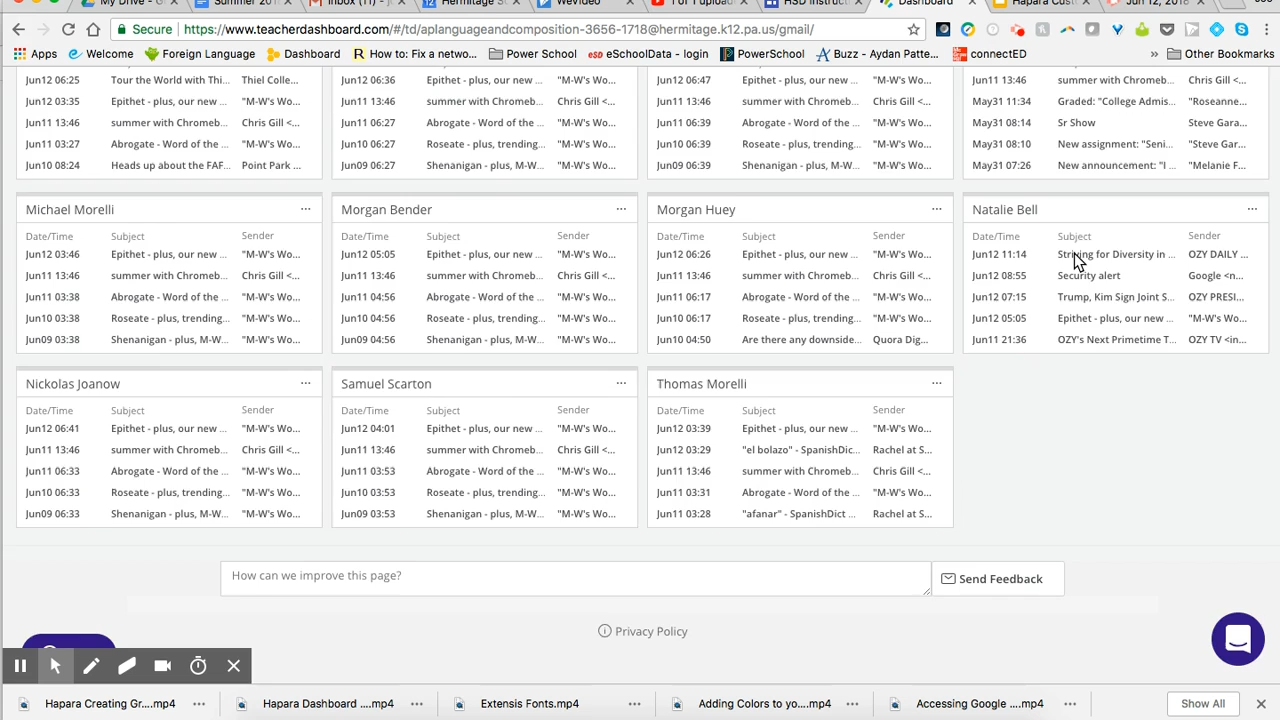 My Drive - G
Summer 201
Inbox (11) - j
Hermitage Sc
WeVideo
1 of 1 upload
HSD Instruct
Dashboard
Hapara Cust
Jun 12, 2018
Secure | https://www.teacherdashboard.com/#/td/aplanguageandcomposition-3656-1718@hermitage.k12.pa.us/gmail/
Apps Welcome Foreign Language Dashboard How to: Fix a no... Power School eSchoolData - login PowerSchool Buzz - Aydan Patte... connectED » Other Bookmarks
Jun12 06:25 Tour the World with Thi... Thiel Colle...
Jun12 03:35 Epithet - plus, our new ... "M-W's Wo...
Jun11 13:46 summer with Chromeb... Chris Gill <...
Jun11 03:27 Abrogate - Word of the ... "M-W's Wo...
Jun10 08:24 Heads up about the FAF... Point Park ...
Jun12 06:36 Epithet - plus, our new ... "M-W's Wo...
Jun11 13:46 summer with Chromeb... Chris Gill <...
Jun11 06:27 Abrogate - Word of the ... "M-W's Wo...
Jun10 06:27 Roseate - plus, trending... "M-W's Wo...
Jun09 06:27 Shenanigan - plus, M-W... "M-W's Wo...
Jun12 06:47 Epithet - plus, our new ... "M-W's Wo...
Jun11 13:46 summer with Chromeb... Chris Gill <...
Jun11 06:39 Abrogate - Word of the ... "M-W's Wo...
Jun10 06:39 Roseate - plus, trending... "M-W's Wo...
Jun09 06:39 Shenanigan - plus, M-W... "M-W's Wo...
Jun11 13:46 summer with Chromeb... Chris Gill <...
May31 11:34 Graded: "College Admis... "Roseanne...
May31 08:14 Sr Show Steve Gara...
May31 08:10 New assignment: "Seni... "Steve Gar...
May31 07:26 New announcement: "I ... "Melanie F...
Michael Morelli ...
Date/Time Subject Sender
Jun12 03:46 Epithet - plus, our new ... "M-W's Wo...
Jun11 13:46 summer with Chromeb... Chris Gill <...
Jun11 03:38 Abrogate - Word of the ... "M-W's Wo...
Jun10 03:38 Roseate - plus, trending... "M-W's Wo...
Jun09 03:38 Shenanigan - plus, M-W... "M-W's Wo...
Morgan Bender ...
Date/Time Subject Sender
Jun12 05:05 Epithet - plus, our new ... "M-W's Wo...
Jun11 13:46 summer with Chromeb... Chris Gill <...
Jun11 04:56 Abrogate - Word of the ... "M-W's Wo...
Jun10 04:56 Roseate - plus, trending... "M-W's Wo...
Jun09 04:56 Shenanigan - plus, M-W... "M-W's Wo...
Morgan Huey ...
Date/Time Subject Sender
Jun12 06:26 Epithet - plus, our new ... "M-W's Wo...
Jun11 13:46 summer with Chromeb... Chris Gill <...
Jun11 06:17 Abrogate - Word of the ... "M-W's Wo...
Jun10 06:17 Roseate - plus, trending... "M-W's Wo...
Jun10 04:50 Are there any downside... Quora Dig...
Natalie Bell ...
Date/Time Subject Sender
Jun12 11:14 Striving for Diversity in ... OZY DAILY ...
Jun12 08:55 Security alert Google <n...
Jun12 07:15 Trump, Kim Sign Joint S... OZY PRESI...
Jun12 05:05 Epithet - plus, our new ... "M-W's Wo...
Jun11 21:36 OZY's Next Primetime T... OZY TV <in...
Nickolas Joanow ...
Date/Time Subject Sender
Jun12 06:41 Epithet - plus, our new ... "M-W's Wo...
Jun11 13:46 summer with Chromeb... Chris Gill <...
Jun11 06:33 Abrogate - Word of the ... "M-W's Wo...
Jun10 06:33 Roseate - plus, trending... "M-W's Wo...
Jun09 06:33 Shenanigan - plus, M-W... "M-W's Wo...
Samuel Scarton ...
Date/Time Subject Sender
Jun12 04:01 Epithet - plus, our new ... "M-W's Wo...
Jun11 13:46 summer with Chromeb... Chris Gill <...
Jun11 03:53 Abrogate - Word of the ... "M-W's Wo...
Jun10 03:53 Roseate - plus, trending... "M-W's Wo...
Jun09 03:53 Shenanigan - plus, M-W... "M-W's Wo...
Thomas Morelli ...
Date/Time Subject Sender
Jun12 03:39 Epithet - plus, our new ... "M-W's Wo...
Jun12 03:29 "el bolazo" - SpanishDic... Rachel at S...
Jun11 13:46 summer with Chromeb... Chris Gill <...
Jun11 03:31 Abrogate - Word of the ... "M-W's Wo...
Jun11 03:28 "afanar" - SpanishDict ... Rachel at S...
How can we improve this page?
Send Feedback
Privacy Policy
Hapara Creating Gr....mp4 ... Hapara Dashboard ....mp4 ... Extensis Fonts.mp4 ... Adding Colors to yo....mp4 ... Accessing Google ....mp4 ... Show All